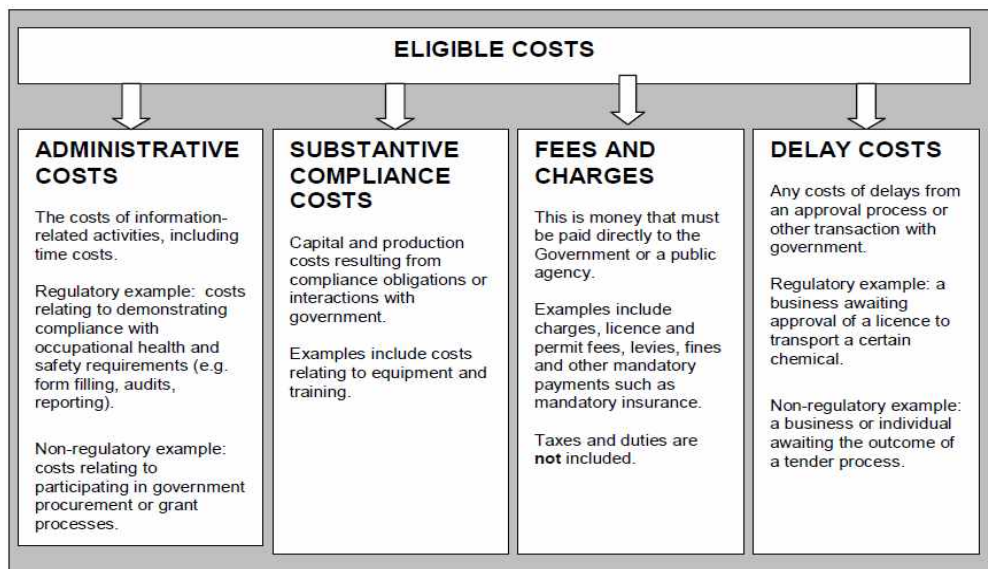 ELIGIBLE COSTS
ADMINISTRATIVE
COSTS
The costs of information-
related activities, including
time costs.
Regulatory example:  costs
relating to demonstrating
compliance with
occupational health and
safety requirements (e.g.
form filling, audits,
reporting).
Non-regulatory example:
costs relating to
participating in government
procurement or grant
processes.
SUBSTANTIVE
COMPLIANCE
COSTS
Capital and production
costs resulting from
compliance obligations or
interactions with
government.
Examples include costs
relating to equipment and
training.
FEES AND
CHARGES
This is money that must
be paid directly to the
Government or a public
agency.
Examples include
charges, licence and
permit fees, levies, fines
and other mandatory
payments such as
mandatory insurance.
Taxes and duties are
not included.
DELAY COSTS
Any costs of delays from
an approval process or
other transaction with
government.
Regulatory example: a
business awaiting
approval of a licence to
transport a certain
chemical.
Non-regulatory example:
a business or individual
awaiting the outcome of
a tender process.